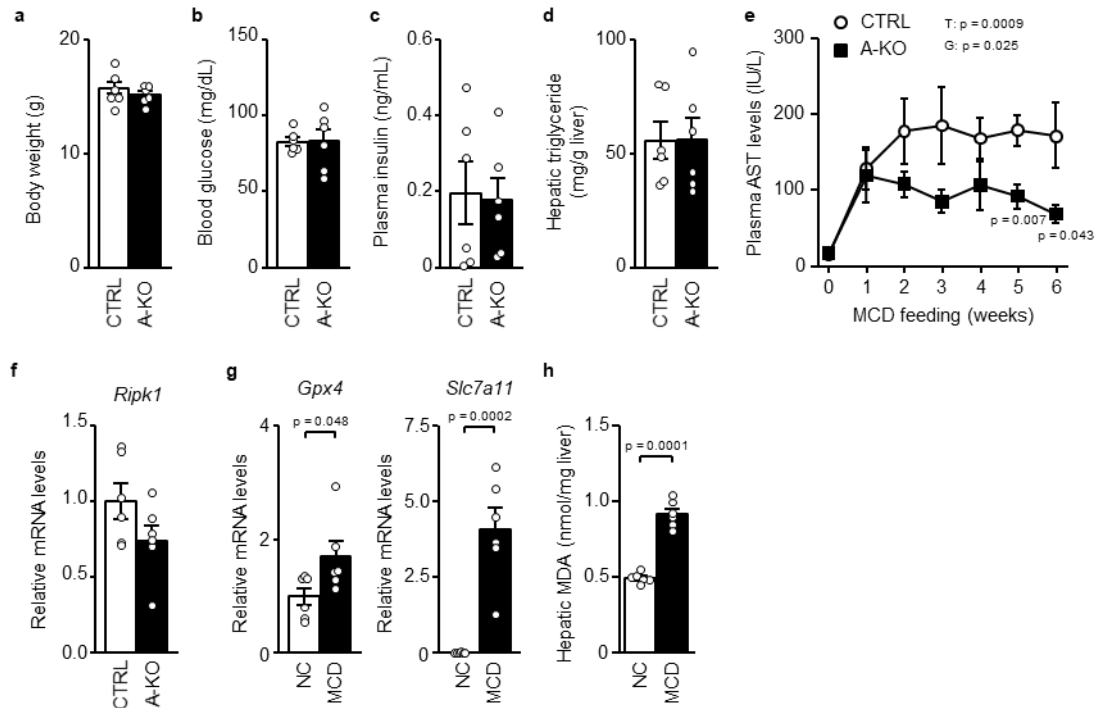 a
Body weight (g)
20
10
0
CTRL
A-KO
b
Blood glucose (mg/dL)
150
100
50
0
CTRL
A-KO
c
Plasma insulin (ng/mL)
0.6
0.4
0.2
0
CTRL
A-KO
d
Hepatic triglyceride
(mg/g liver)
100
50
0
CTRL
A-KO
e
CTRL
A-KO
T: p = 0.0009
G: p = 0.025
Plasma AST levels (IU/L)
300
200
100
0
p = 0.007
p = 0.043
0 1 2 3 4 5 6
MCD feeding (weeks)
f
Ripk1
Relative mRNA levels
1.5
1.0
0.5
0.0
CTRL
A-KO
g
Gpx4
p = 0.048
Relative mRNA levels
4
2
0
NC
MCD
Slc7a11
p = 0.0002
Relative mRNA levels
7.5
5.0
2.5
0
NC
MCD
h
p = 0.0001
Hepatic MDA (nmol/mg liver)
1.5
1.0
0.5
0
NC
MCD